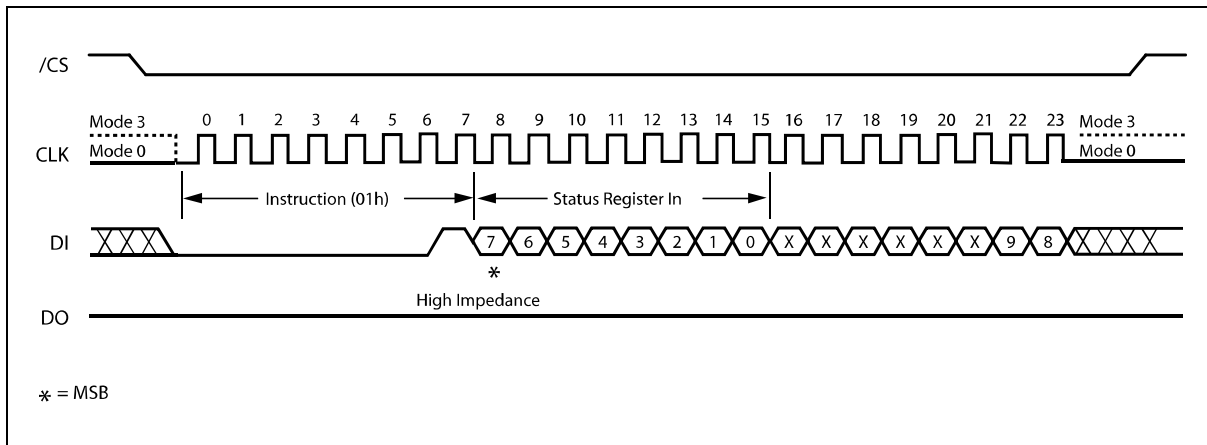 /CS
Mode 3
0 1 2 3 4 5 6 7 8 9 10 11 12 13 14 15 16 17 18 19 20 21 22 23
Mode 3
CLK
Mode 0
Mode 0
Instruction (01h)
Status Register In
DI
7 6 5 4 3 2 1 0 X X X X X X 9 8
*
High Impedance
DO
* = MSB